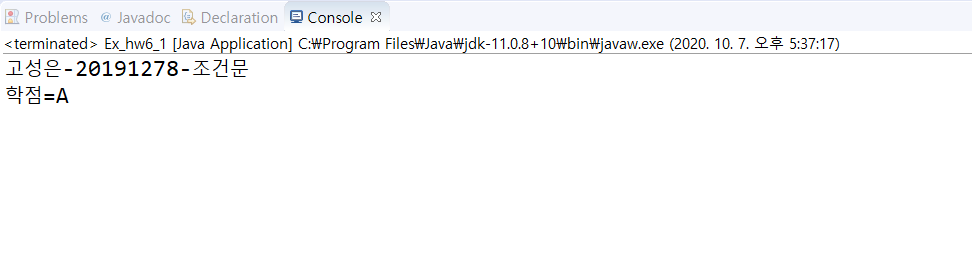 Problems @ Javadoc Declaration Console
<terminated> Ex_hw6_1 [Java Application] C:₩Program Files₩Java₩jdk-11.0.8+10₩bin₩javaw.exe (2020. 10. 7. 오후 5:37:17)
고성은-20191278-조건문
학점=A